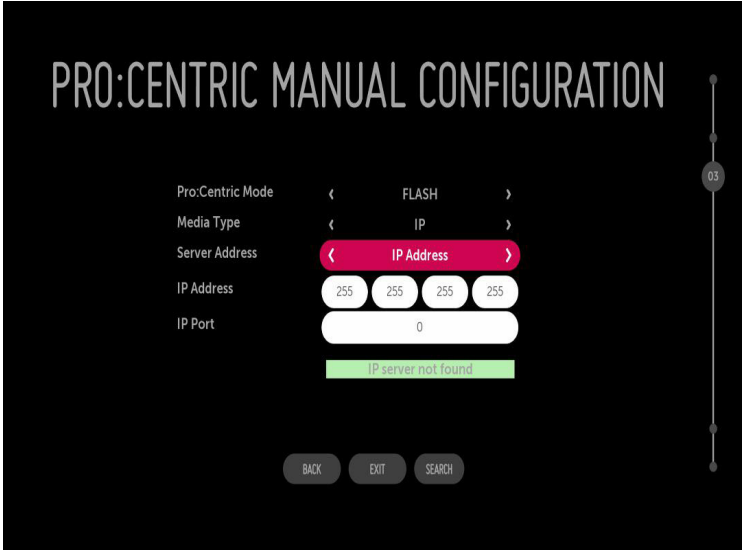 PRO:CENTRIC MANUAL CONFIGURATION
03
Pro:Centric Mode ‹ FLASH ›
Media Type ‹ IP ›
Server Address ‹ IP Address ›
IP Address 255 255 255 255
IP Port 0
IP server not found
BACK EXIT SEARCH